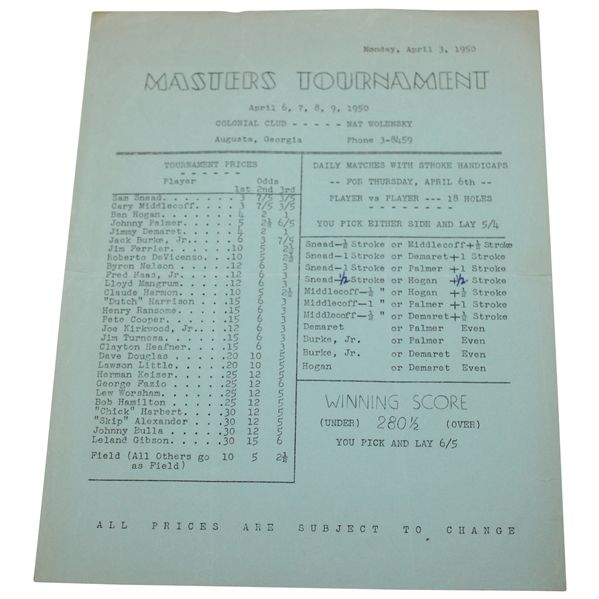 Monday, April 3, 1950
MASTERS TOURNAMENT
April 6, 7, 8, 9, 1950
COLONIAL CLUB - - - - - NAT WOLENSKY
Augusta, Georgia Phone 3-8459
TOURNAMENT PRICES
- - - - - -
Player Odds
1st 2nd 3rd
Sam Snead. . . . . . . 3 7/5 3/5
Cary Middlecoff. . . . 3 7/5 3/5
Ben Hogan. . . . . . . 4 2 1
Johnny Palmer. . . . . 5 2½ 6/5
Jimmy Demaret. . . . . 4 2 1
Jack Burke, Jr. . . . . 6 3 7/5
Jim Ferrier. . . . . . 10 5 2½
Roberto DeVicenzo. . . 10 5 2½
Byron Nelson . . . . . 12 6 3
Fred Haas, Jr. . . . . 12 6 3
Lloyd Mangrum. . . . . 12 6 3
Claude Harmon. . . . . 10 5 2½
"Dutch" Harrison . . . 15 6 3
Henry Ransome. . . . . 15 6 3
Pete Cooper. . . . . . 15 6 3
Joe Kirkwood, Jr. . . . 12 6 3
Jim Turnesa. . . . . . 15 6 3
Clayton Heafner. . . . 15 6 3
Dave Douglas . . . . . 20 10 5
Lawson Little. . . . . 20 10 5
Herman Keiser. . . . . 25 12 5
George Fazio . . . . . 25 12 6
Lew Worsham. . . . . . 25 12 5
Bob Hamilton . . . . . 25 12 5
"Chick" Harbert. . . . 30 12 5
"Skip" Alexander . . . 30 12 5
Johnny Bulla . . . . . 30 12 5
Leland Gibson. . . . . 30 15 6
Field (All Others go 10 5 2½
as Field)
DAILY MATCHES WITH STROKE HANDICAPS
-- FOR THURSDAY, APRIL 6th --
PLAYER vs PLAYER --- 18 HOLES
- - - - - -
YOU PICK EITHER SIDE AND LAY 5/4
Snead-½ Stroke or Middlecoff+½ Stroke
Snead-1 Stroke or Demaret +1 Stroke
Snead-1 Stroke or Palmer +1 Stroke
Snead-½ Stroke or Hogan +½ Stroke
Middlecoff-½ " or Hogan +½ Stroke
Middlecoff-1 " or Palmer +1 Stroke
Middlecoff-½ " or Demaret +½ Stroke
Demaret or Palmer Even
Burke, Jr. or Palmer Even
Burke, Jr. or Demaret Even
Hogan or Demaret Even
WINNING SCORE
(UNDER) 280½ (OVER)
YOU PICK AND LAY 6/5
ALL PRICES ARE SUBJECT TO CHANGE